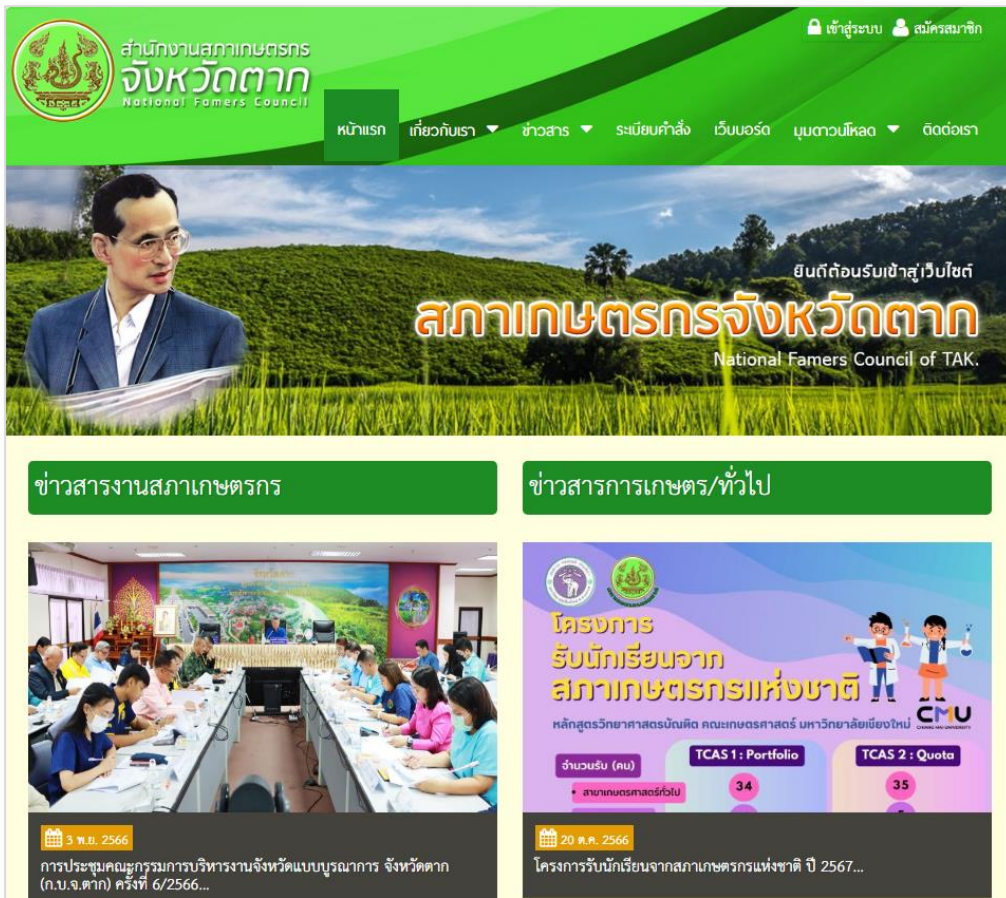 เข้าสู่ระบบ สมัครสมาชิก
สำนักงานสภาเกษตรกร
จังหวัดตาก
National Famers Council
หน้าแรก เกี่ยวกับเรา ข่าวสาร ระเบียบคำสั่ง เว็บบอร์ด มุมดาวน์โหลด ติดต่อเรา
ยินดีต้อนรับเข้าสู่เว็บไซต์
สภาเกษตรกรจังหวัดตาก
National Famers Council of TAK.
ข่าวสารงานสภาเกษตรกร
3 พ.ย. 2566
การประชุมคณะกรรมการบริหารงานจังหวัดแบบบูรณาการ จังหวัดตาก
(ก.บ.จ.ตาก) ครั้งที่ 6/2566...
ข่าวสารการเกษตร/ทั่วไป
โครงการ
รับนักเรียนจาก
สภาเกษตรกรแห่งชาติ
หลักสูตรวิทยาศาสตรบัณฑิต คณะเกษตรศาสตร์ มหาวิทยาลัยเชียงใหม่
CMU
CHIANG MAI UNIVERSITY
TCAS 1 : Portfolio TCAS 2 : Quota
จำนวนรับ (คน)
• สาขาเกษตรศาสตร์ทั่วไป 34 35
20 ต.ค. 2566
โครงการรับนักเรียนจากสภาเกษตรกรแห่งชาติ ปี 2567...